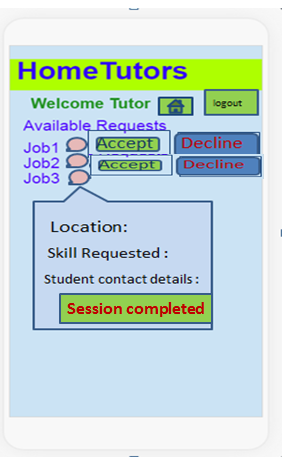 HomeTutors
Welcome Tutor logout
Available Requests
Job1 Accept Decline
Job2 Accept Decline
Job3
Location:
Skill Requested :
Student contact details :
Session completed